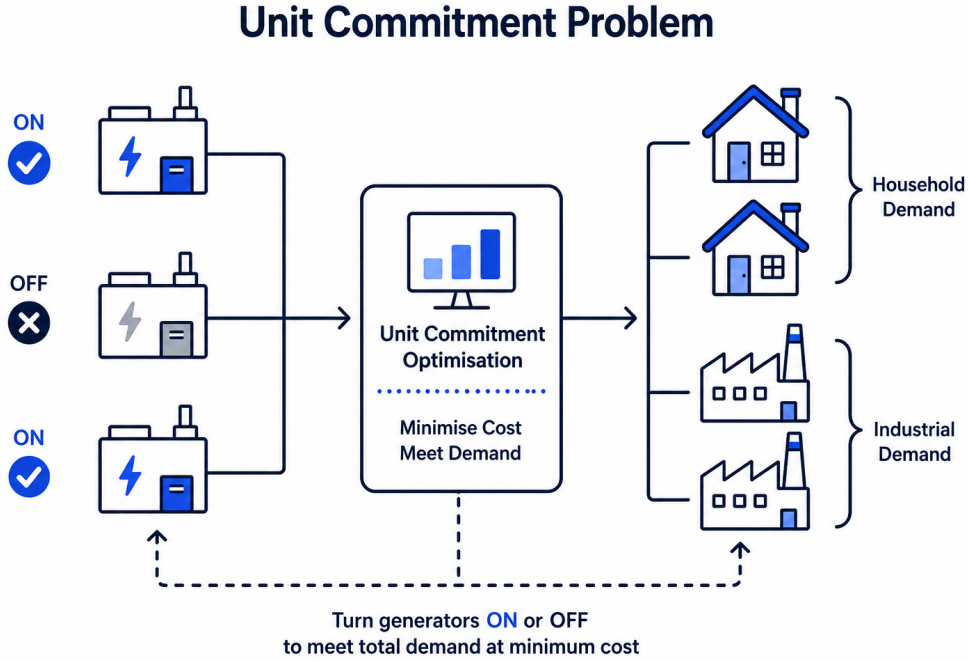 Unit Commitment Problem
ON
OFF
ON
Unit Commitment
Optimisation
Minimise Cost
Meet Demand
Household
Demand
Industrial
Demand
Turn generators ON or OFF
to meet total demand at minimum cost